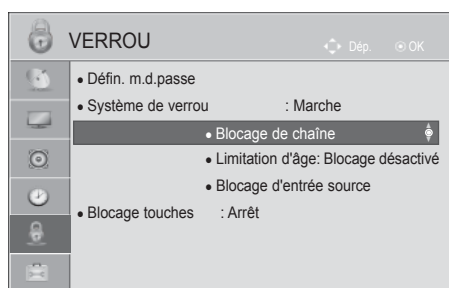 VERROU
Dép. OK
• Défin. m.d.passe
• Système de verrou : Marche
• Blocage de chaîne
• Limitation d'âge: Blocage désactivé
• Blocage d'entrée source
• Blocage touches : Arrêt